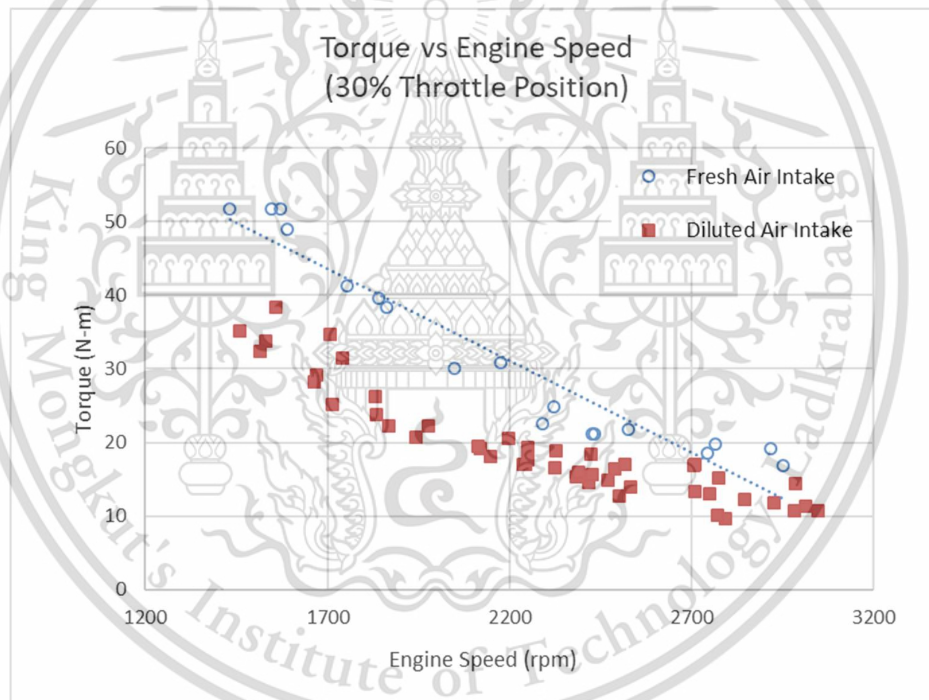 Torque vs Engine Speed
(30% Throttle Position)
60
Fresh Air Intake
50
Diluted Air Intake
40
Torque (N-m)
30
20
10
0
1200
1700
2200
2700
3200
Engine Speed (rpm)
King Mongkut's Institute of Technology Ladkrabang